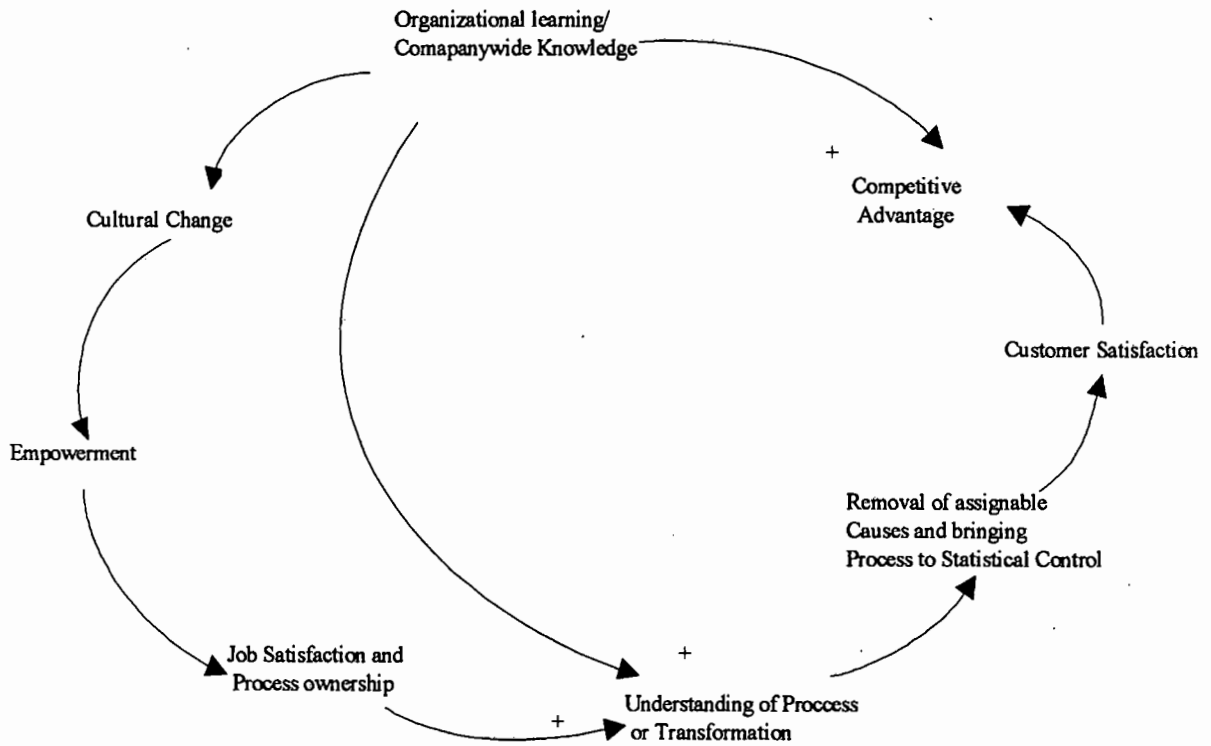 Organizational learning/
Comapanywide Knowledge
+
Competitive
Advantage
Cultural Change
Customer Satisfaction
Empowerment
Removal of assignable
Causes and bringing
Process to Statistical Control
Job Satisfaction and
Process ownership
+
+
Understanding of Proccess
or Transformation